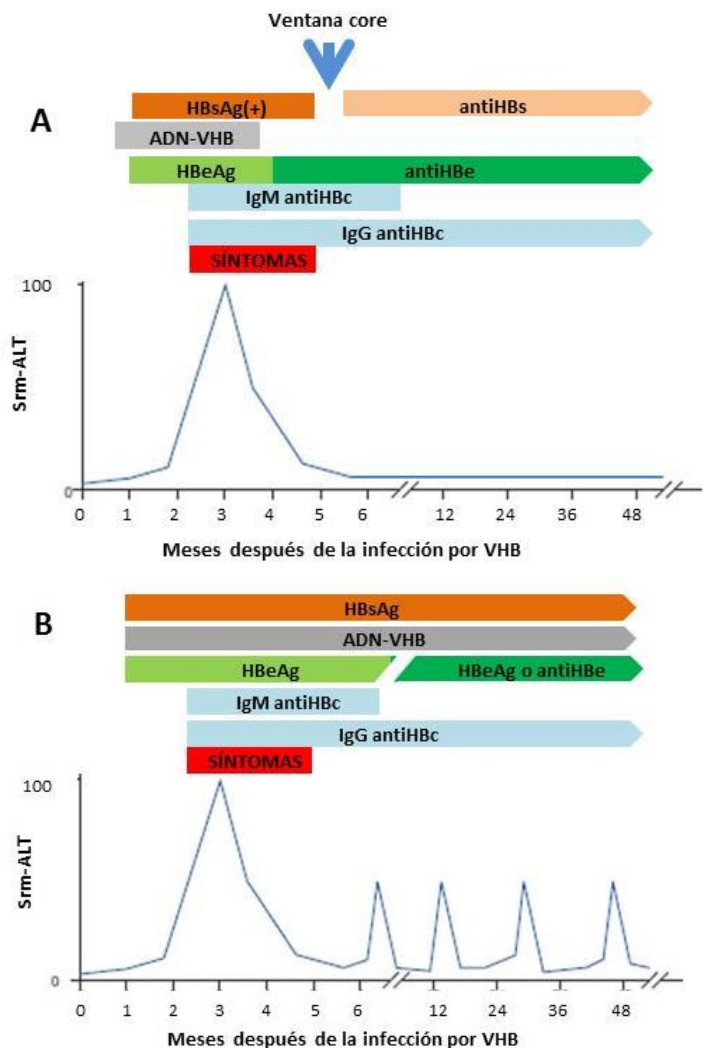 Ventana core
A
HBsAg(+)
antiHBs
ADN-VHB
HBeAg
antiHBe
IgM antiHBc
IgG antiHBc
SÍNTOMAS
100
Srm-ALT
0
0 1 2 3 4 5 6 12 24 36 48
Meses después de la infección por VHB
B
HBsAg
ADN-VHB
HBeAg
HBeAg o antiHBe
IgM antiHBc
IgG antiHBc
SÍNTOMAS
100
Srm-ALT
0
0 1 2 3 4 5 6 12 24 36 48
Meses después de la infección por VHB